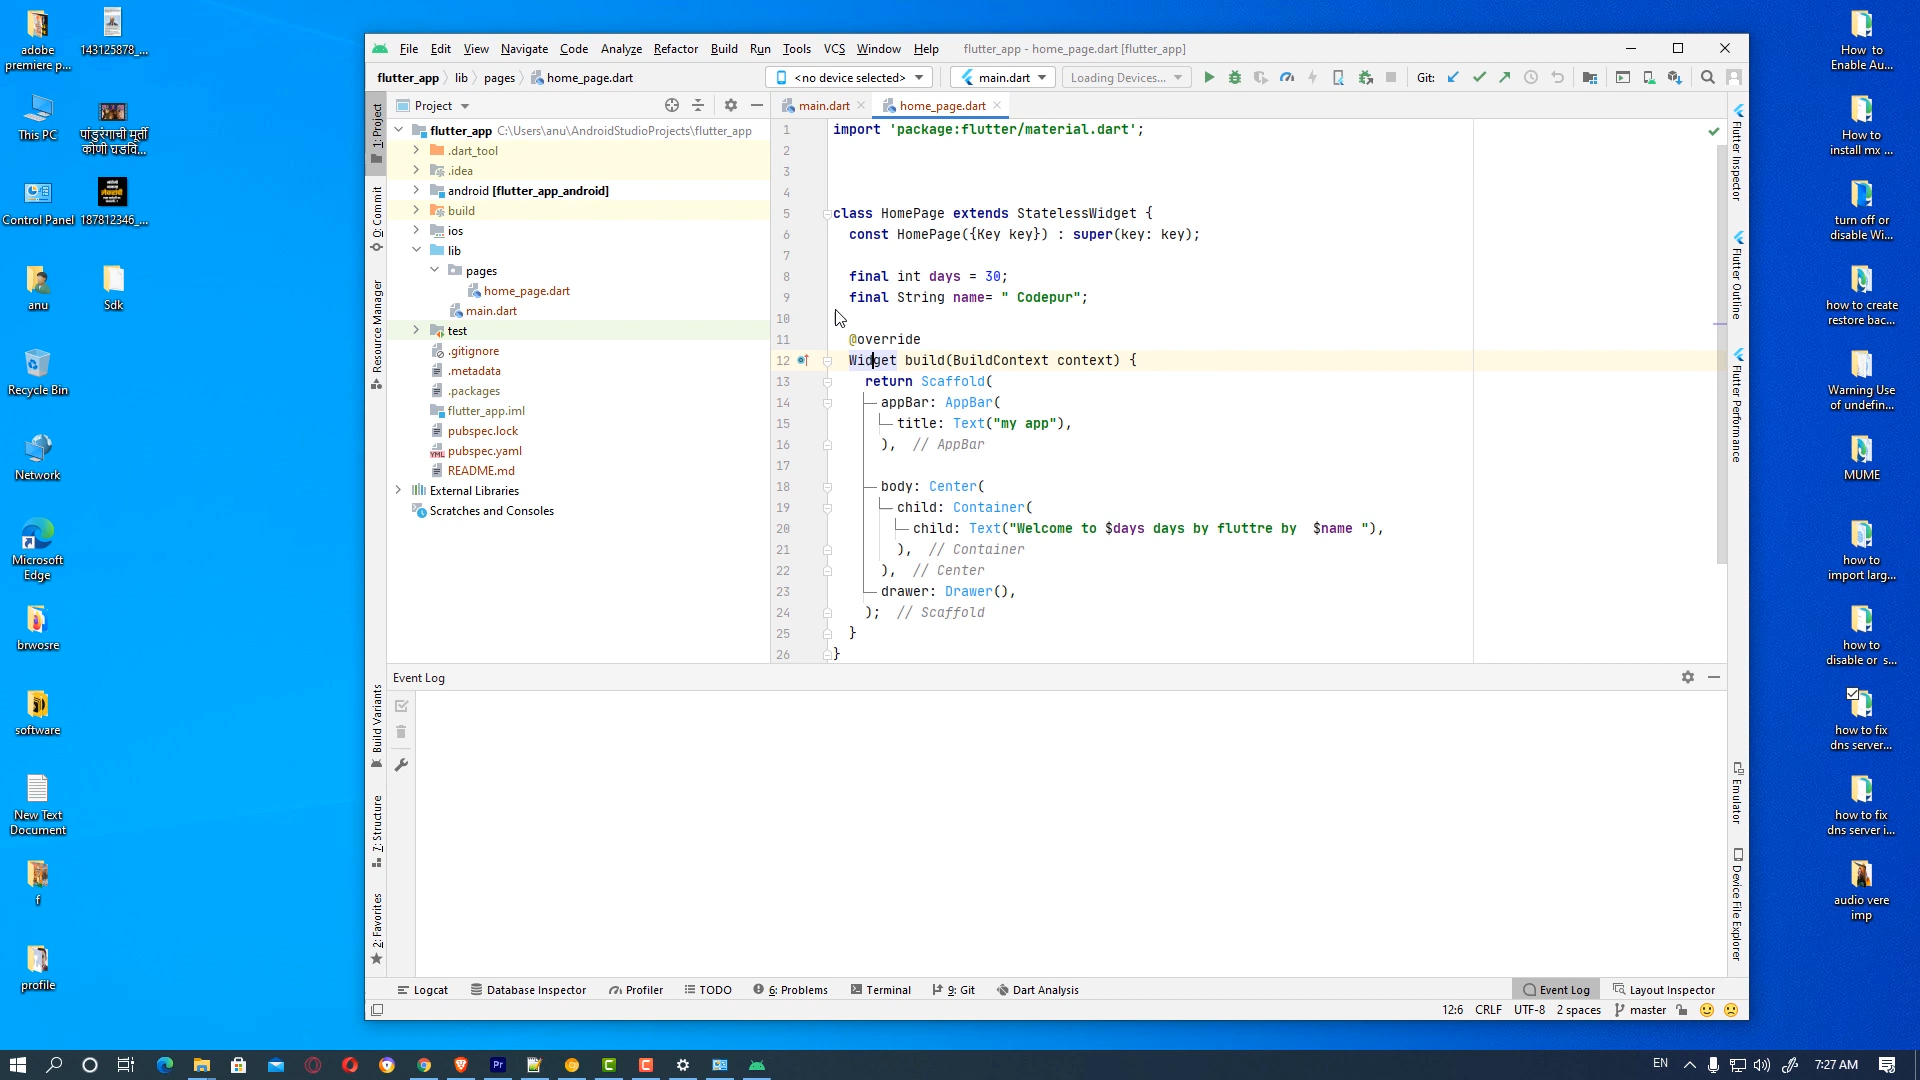 adobe
premiere p...
143125878_...
This PC
पांडुरंगाची मूर्ती
कोणी घडवि...
Control Panel
187812346_...
anu
Sdk
Recycle Bin
Network
Microsoft
Edge
brwosre
software
New Text
Document
f
profile
File Edit View Navigate Code Analyze Refactor Build Run Tools VCS Window Help flutter_app - home_page.dart [flutter_app]
flutter_app lib pages home_page.dart <no device selected> main.dart Loading Devices... Git:
Project main.dart home_page.dart
1: Project
0: Commit
Resource Manager
Build Variants
7: Structure
2: Favorites
flutter_app C:\Users\anu\AndroidStudioProjects\flutter_app
.dart_tool
.idea
android [flutter_app_android]
build
ios
lib
pages
home_page.dart
main.dart
test
.gitignore
.metadata
.packages
flutter_app.iml
pubspec.lock
pubspec.yaml
README.md
External Libraries
Scratches and Consoles
1 import 'package:flutter/material.dart';
2
3
4
5 class HomePage extends StatelessWidget {
6 const HomePage({Key key}) : super(key: key);
7
8 final int days = 30;
9 final String name= " Codepur";
10
11 @override
12 Widget build(BuildContext context) {
13 return Scaffold(
14 appBar: AppBar(
15 title: Text("my app"),
16 ), // AppBar
17
18 body: Center(
19 child: Container(
20 child: Text("Welcome to $days days by fluttre by  $name "),
21 ), // Container
22 ), // Center
23 drawer: Drawer(),
24 ); // Scaffold
25 }
26 }
Flutter Inspector
Flutter Outline
Flutter Performance
Emulator
Device File Explorer
Event Log
Logcat Database Inspector Profiler TODO 6: Problems Terminal 9: Git Dart Analysis Event Log Layout Inspector
12:6 CRLF UTF-8 2 spaces master
How to
Enable Au...
How to
install mx ...
turn off or
disable Wi...
how to create
restore bac...
Warning Use
of undefin...
MUME
how to
import larg...
how to
disable or s...
how to fix
dns server...
how to fix
dns server i...
audio vere
imp
EN 7:27 AM